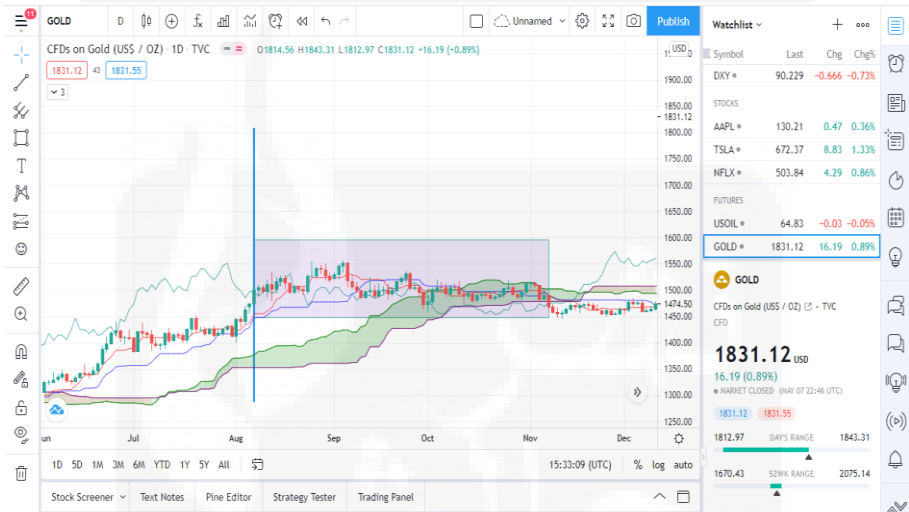 11
GOLD
D
Unnamed
Publish
CFDs on Gold (US$ / OZ) · 1D · TVC
O1814.56 H1843.31 L1812.97 C1831.12 +16.19 (+0.89%)
USD
1831.12 43 1831.55
3
1900.00
1850.00
1831.12
1800.00
1750.00
1700.00
1650.00
1600.00
1550.00
1500.00
1474.50
1450.00
1400.00
1350.00
1300.00
1250.00
un Jul Aug Sep Oct Nov Dec
1D 5D 1M 3M 6M YTD 1Y 5Y All
15:33:09 (UTC) % log auto
Stock Screener Text Notes Pine Editor Strategy Tester Trading Panel
Watchlist
Symbol Last Chg Chg%
DXY 90.229 −0.666 −0.73%
STOCKS
AAPL 130.21 0.47 0.36%
TSLA 672.37 8.83 1.33%
NFLX 503.84 4.29 0.86%
FUTURES
USOIL 64.83 −0.03 −0.05%
GOLD 1831.12 16.19 0.89%
GOLD
CFDs on Gold (US$ / OZ) • TVC
CFD
1831.12 USD
16.19 (0.89%)
MARKET CLOSED (MAY 07 22:46 UTC)
1831.12 1831.55
1812.97 DAY'S RANGE 1843.31
1670.43 52WK RANGE 2075.14